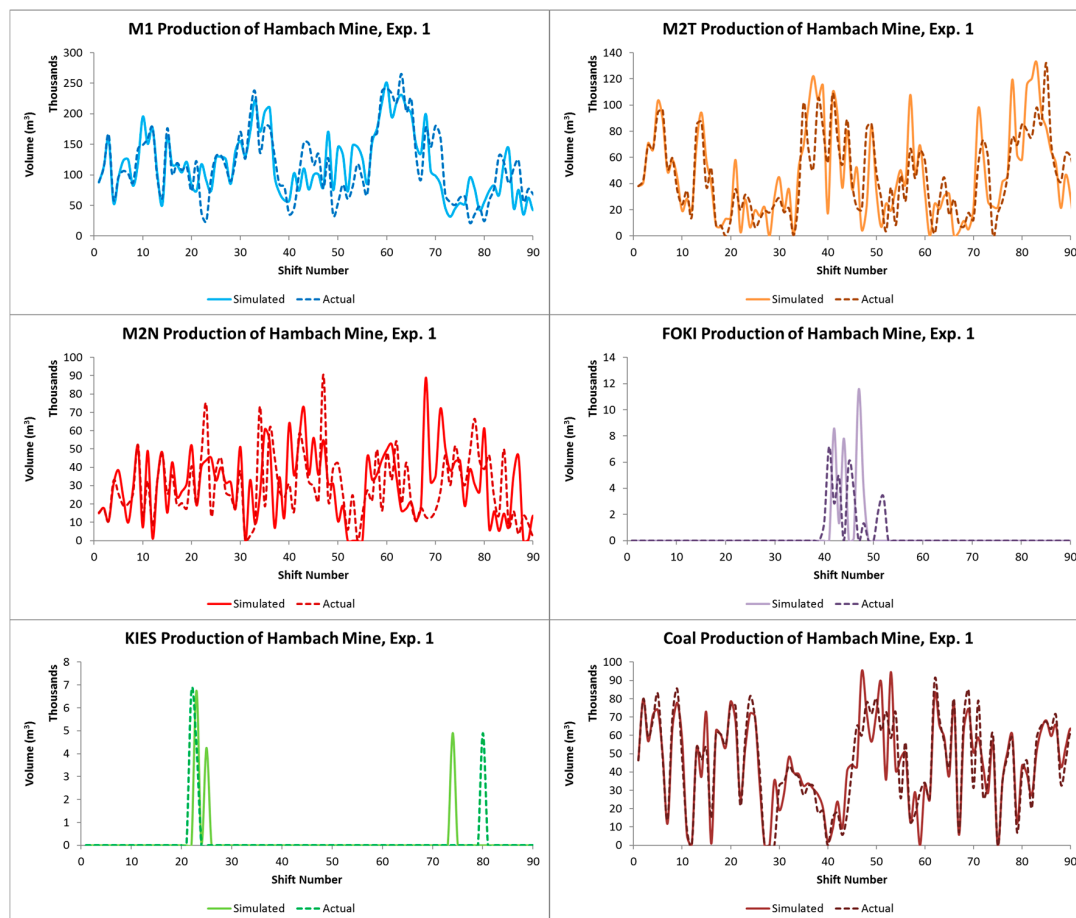 M1 Production of Hambach Mine, Exp. 1
Thousands
Volume (m³)
300
250
200
150
100
50
0
0 10 20 30 40 50 60 70 80 90
Shift Number
Simulated Actual
M2T Production of Hambach Mine, Exp. 1
Thousands
Volume (m³)
140
120
100
80
60
40
20
0
0 10 20 30 40 50 60 70 80 90
Shift Number
Simulated Actual
M2N Production of Hambach Mine, Exp. 1
Thousands
Volume (m³)
100
90
80
70
60
50
40
30
20
10
0
0 10 20 30 40 50 60 70 80 90
Shift Number
Simulated Actual
FOKI Production of Hambach Mine, Exp. 1
Thousands
Volume (m³)
14
12
10
8
6
4
2
0
0 10 20 30 40 50 60 70 80 90
Shift Number
Simulated Actual
KIES Production of Hambach Mine, Exp. 1
Thousands
Volume (m³)
8
7
6
5
4
3
2
1
0
0 10 20 30 40 50 60 70 80 90
Shift Number
Simulated Actual
Coal Production of Hambach Mine, Exp. 1
Thousands
Volume (m³)
100
90
80
70
60
50
40
30
20
10
0
0 10 20 30 40 50 60 70 80 90
Shift Number
Simulated Actual